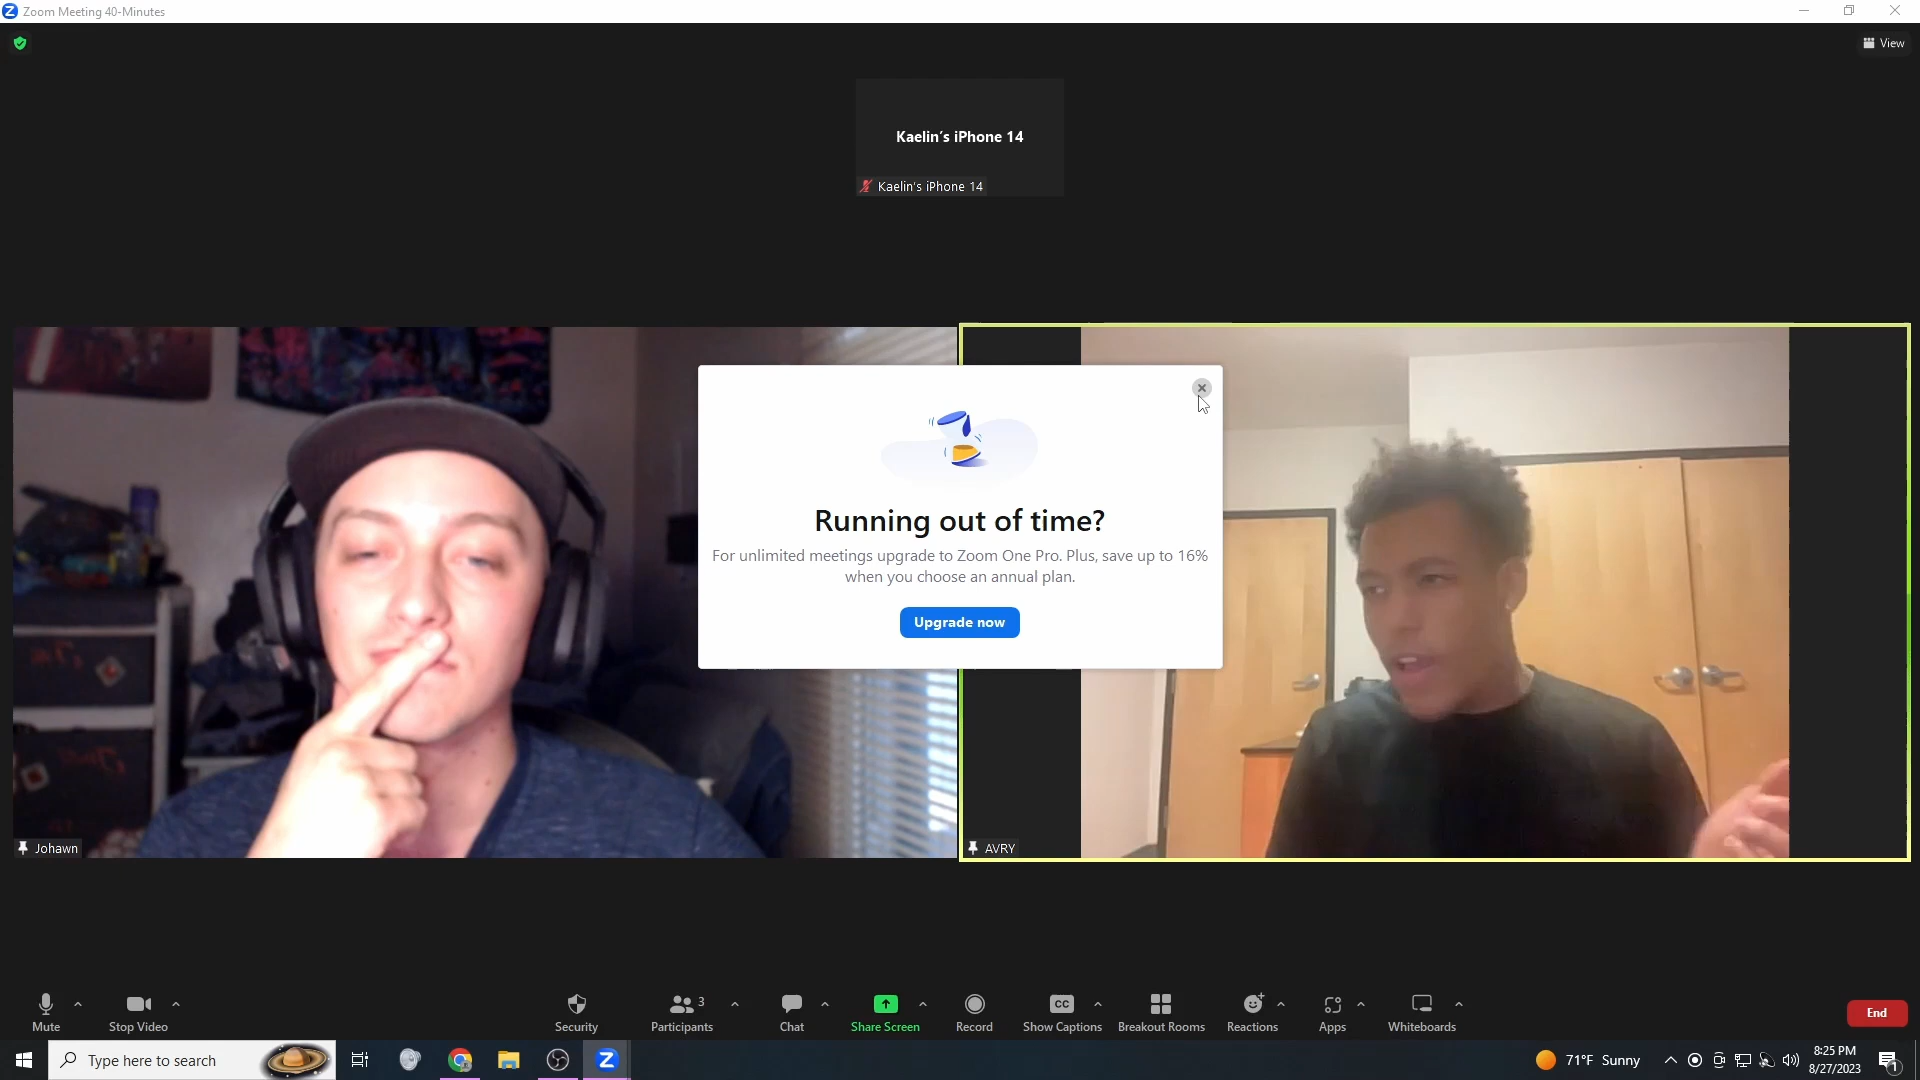 Zoom Meeting 40-Minutes
View
Kaelin's iPhone 14
Kaelin's iPhone 14
Running out of time?
For unlimited meetings upgrade to Zoom One Pro. Plus, save up to 16%
when you choose an annual plan.
Upgrade now
Johawn
AVRY
Mute
Stop Video
Security
Participants
3
Chat
Share Screen
Record
CC
Show Captions
Breakout Rooms
Reactions
Apps
Whiteboards
End
Type here to search
71°F Sunny
8:25 PM
8/27/2023
1